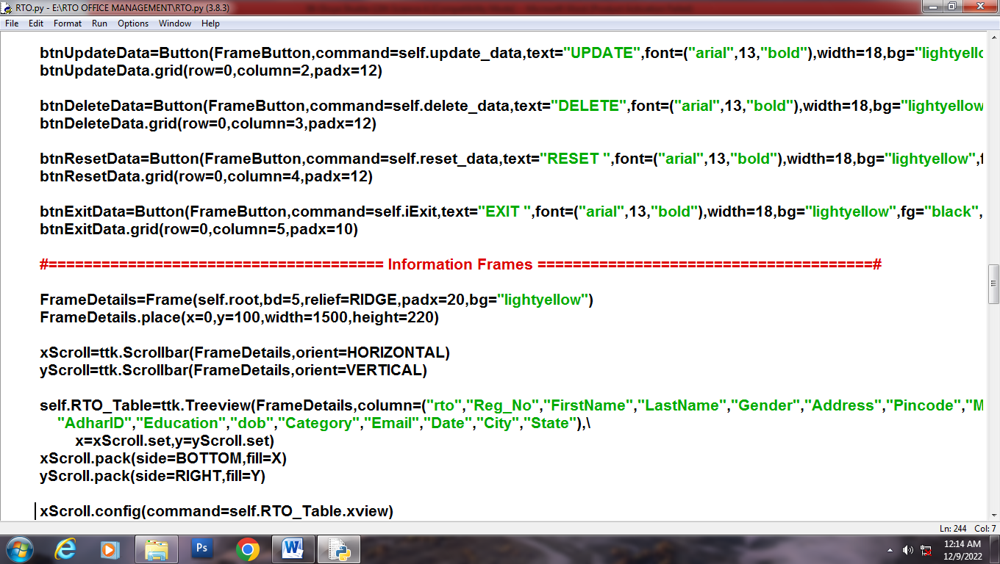 RTO.py - E:\RTO OFFICE MANAGEMENT\RTO.py (3.8.3)
File Edit Format Run Options Window Help
btnUpdateData=Button(FrameButton,command=self.update_data,text="UPDATE",font=("arial",13,"bold"),width=18,bg="lightyello
btnUpdateData.grid(row=0,column=2,padx=12)
btnDeleteData=Button(FrameButton,command=self.delete_data,text="DELETE",font=("arial",13,"bold"),width=18,bg="lightyellow
btnDeleteData.grid(row=0,column=3,padx=12)
btnResetData=Button(FrameButton,command=self.reset_data,text="RESET ",font=("arial",13,"bold"),width=18,bg="lightyellow",f
btnResetData.grid(row=0,column=4,padx=12)
btnExitData=Button(FrameButton,command=self.iExit,text="EXIT ",font=("arial",13,"bold"),width=18,bg="lightyellow",fg="black",
btnExitData.grid(row=0,column=5,padx=10)
#====================================== Information Frames ======================================#
FrameDetails=Frame(self.root,bd=5,relief=RIDGE,padx=20,bg="lightyellow")
FrameDetails.place(x=0,y=100,width=1500,height=220)
xScroll=ttk.Scrollbar(FrameDetails,orient=HORIZONTAL)
yScroll=ttk.Scrollbar(FrameDetails,orient=VERTICAL)
self.RTO_Table=ttk.Treeview(FrameDetails,column=("rto","Reg_No","FirstName","LastName","Gender","Address","Pincode","M
"AdharID","Education","dob","Category","Email","Date","City","State"),\
x=xScroll.set,y=yScroll.set)
xScroll.pack(side=BOTTOM,fill=X)
yScroll.pack(side=RIGHT,fill=Y)
xScroll.config(command=self.RTO_Table.xview)
Ln: 244 Col: 7
Ps
W
12:14 AM
12/9/2022